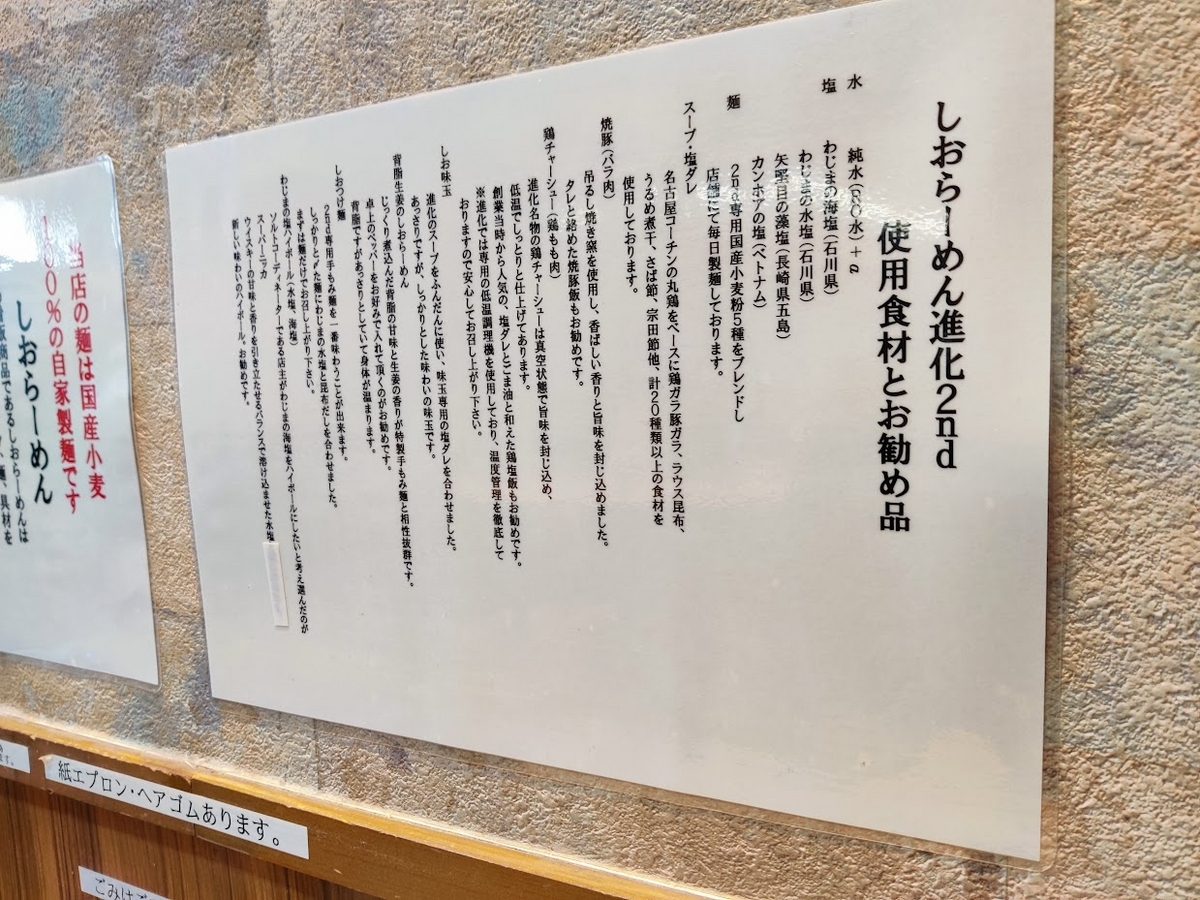 しおらーめん進化2nd
使用食材とお勧め品
水　純水(RO水)+α
塩　わじまの海塩(石川県)
わじまの水塩(石川県)
矢堅目の藻塩(長崎県五島)
カンホアの塩(ベトナム)
麺　2nd専用国産小麦粉5種をブレンドし
店舗にて毎日製麺しております。
スープ・塩ダレ
名古屋コーチンの丸鶏をベースに鶏ガラ豚ガラ、ラウス昆布、
うるめ煮干、さば節、宗田節他、計20種類以上の食材を
使用しております。
焼豚(バラ肉)
吊るし焼き窯を使用し、香ばしい香りと旨味を封じ込めました。
タレと絡めた焼豚飯もお勧めです。
鶏チャーシュー(鶏もも肉)
進化名物の鶏チャーシューは真空状態で旨味を封じ込め、
低温でしっとりと仕上げてあります。
創業当時から人気の、塩ダレとごま油と和えた鶏塩飯もお勧めです。
※進化では専用の低温調理機を使用しており、温度管理を徹底して
おりますので安心してお召し上がり下さい。
しお味玉
進化のスープをふんだんに使い、味玉専用の塩ダレを合わせました。
あっさりですが、しっかりとした味わいの味玉です。
背脂生姜のしおらーめん
じっくり煮込んだ背脂の甘味と生姜の香りが特製手もみ麺と相性抜群です。
卓上のペッパーをお好みで入れて頂くのがお勧めです。
背脂ですがあっさりとしていて身体が温まります。
しおつけ麺
2nd専用手もみ麺を一番味わうことが出来ます。
しっかりと〆た麺にわじまの水塩と昆布だしを合わせました。
まずは麺だけでお召し上がり下さい。
わじまの塩ハイボール(水塩、海塩)
ソルトコーディネーターである店主がわじまの海塩をハイボールにしたいと考え選んだのが
スーパーニッカ
ウイスキーの甘味と香りを引き立たせるバランスで溶け込ませた水塩
新しい味わいのハイボール、お勧めです。
当店の麺は国産小麦
100%の自家製麺です
しおらーめん
商品であるしおらーめんは
麺、具材を
紙エプロン・ヘアゴムあります。
ます。
ごみは